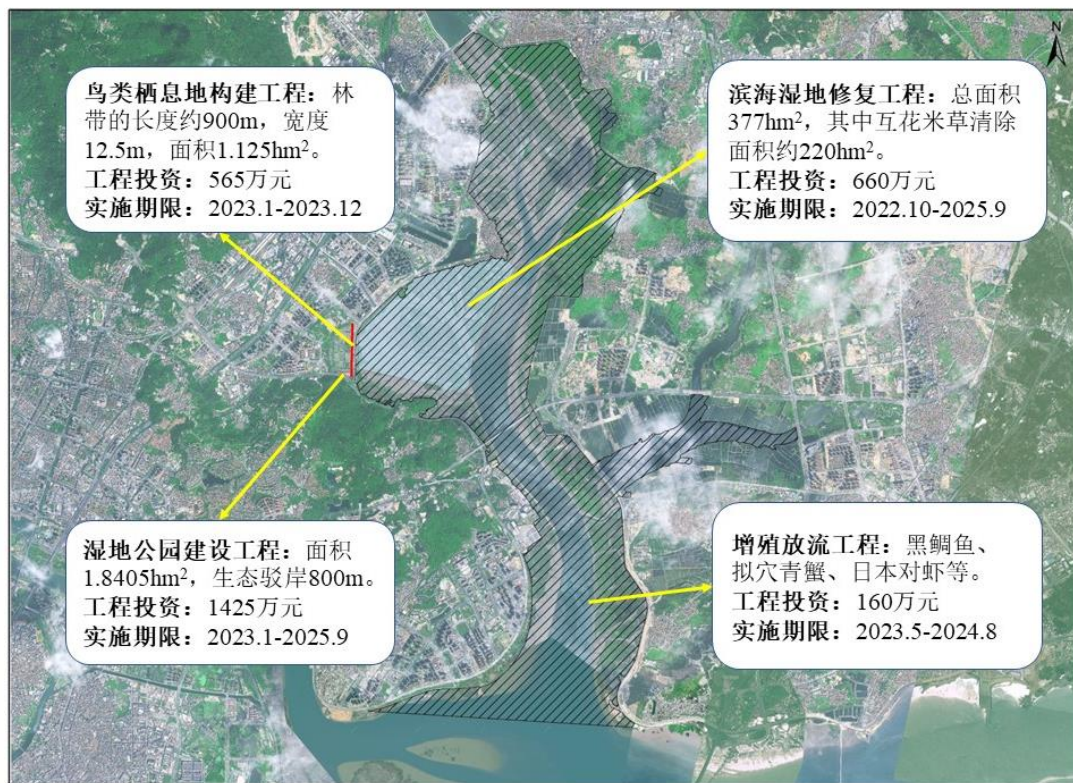 N
鸟类栖息地构建工程：林
带的长度约900m，宽度
12.5m，面积1.125hm²。
工程投资：565万元
实施期限：2023.1-2023.12
滨海湿地修复工程：总面积
377hm²，其中互花米草清除
面积约220hm²。
工程投资：660万元
实施期限：2022.10-2025.9
湿地公园建设工程：面积
1.8405hm²，生态驳岸800m。
工程投资：1425万元
实施期限：2023.1-2025.9
增殖放流工程：黑鲷鱼、
拟穴青蟹、日本对虾等。
工程投资：160万元
实施期限：2023.5-2024.8